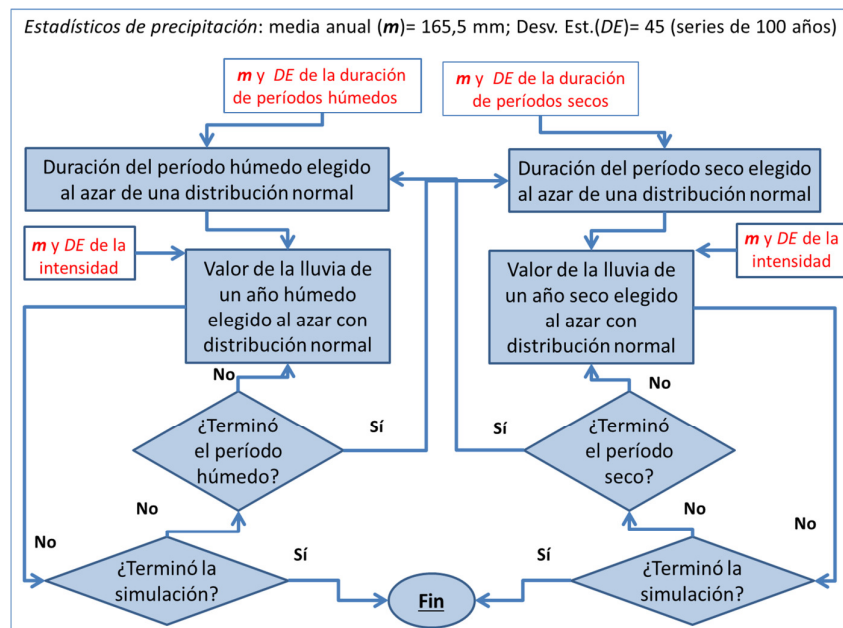 Estadísticos de precipitación: media anual (m)= 165,5 mm; Desv. Est.(DE)= 45 (series de 100 años)
m y DE de la duración
de períodos húmedos
m y DE de la duración
de períodos secos
Duración del período húmedo elegido
al azar de una distribución normal
Duración del período seco elegido
al azar de una distribución normal
m y DE de la
intensidad
Valor de la lluvia de
un año húmedo
elegido al azar con
distribución normal
Valor de la lluvia de
un año seco elegido
al azar con
distribución normal
m y DE de la
intensidad
No
No
¿Terminó
el período
húmedo?
Sí
Sí
¿Terminó
el período
seco?
No
No
No
No
¿Terminó la
simulación?
Sí
Fin
Sí
¿Terminó la
simulación?